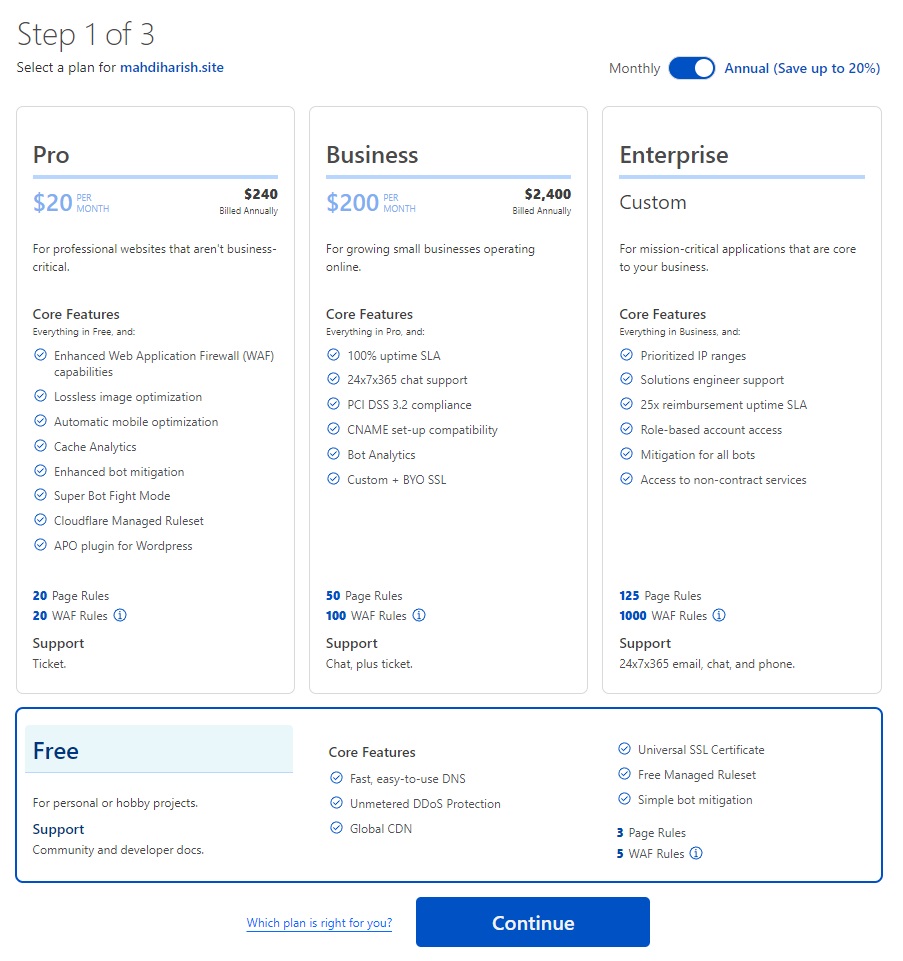 Step 1 of 3
Select a plan for mahdiharish.site
Monthly
Annual (Save up to 20%)
Pro
$20 PER MONTH
$240
Billed Annually
For professional websites that aren't business-
critical.
Core Features
Everything in Free, and:
Enhanced Web Application Firewall (WAF)
capabilities
Lossless image optimization
Automatic mobile optimization
Cache Analytics
Enhanced bot mitigation
Super Bot Fight Mode
Cloudflare Managed Ruleset
APO plugin for Wordpress
20 Page Rules
20 WAF Rules
Support
Ticket.
Business
$200 PER MONTH
$2,400
Billed Annually
For growing small businesses operating
online.
Core Features
Everything in Pro, and:
100% uptime SLA
24x7x365 chat support
PCI DSS 3.2 compliance
CNAME set-up compatibility
Bot Analytics
Custom + BYO SSL
50 Page Rules
100 WAF Rules
Support
Chat, plus ticket.
Enterprise
Custom
For mission-critical applications that are core
to your business.
Core Features
Everything in Business, and:
Prioritized IP ranges
Solutions engineer support
25x reimbursement uptime SLA
Role-based account access
Mitigation for all bots
Access to non-contract services
125 Page Rules
1000 WAF Rules
Support
24x7x365 email, chat, and phone.
Free
For personal or hobby projects.
Support
Community and developer docs.
Core Features
Fast, easy-to-use DNS
Unmetered DDoS Protection
Global CDN
Universal SSL Certificate
Free Managed Ruleset
Simple bot mitigation
3 Page Rules
5 WAF Rules
Which plan is right for you?
Continue